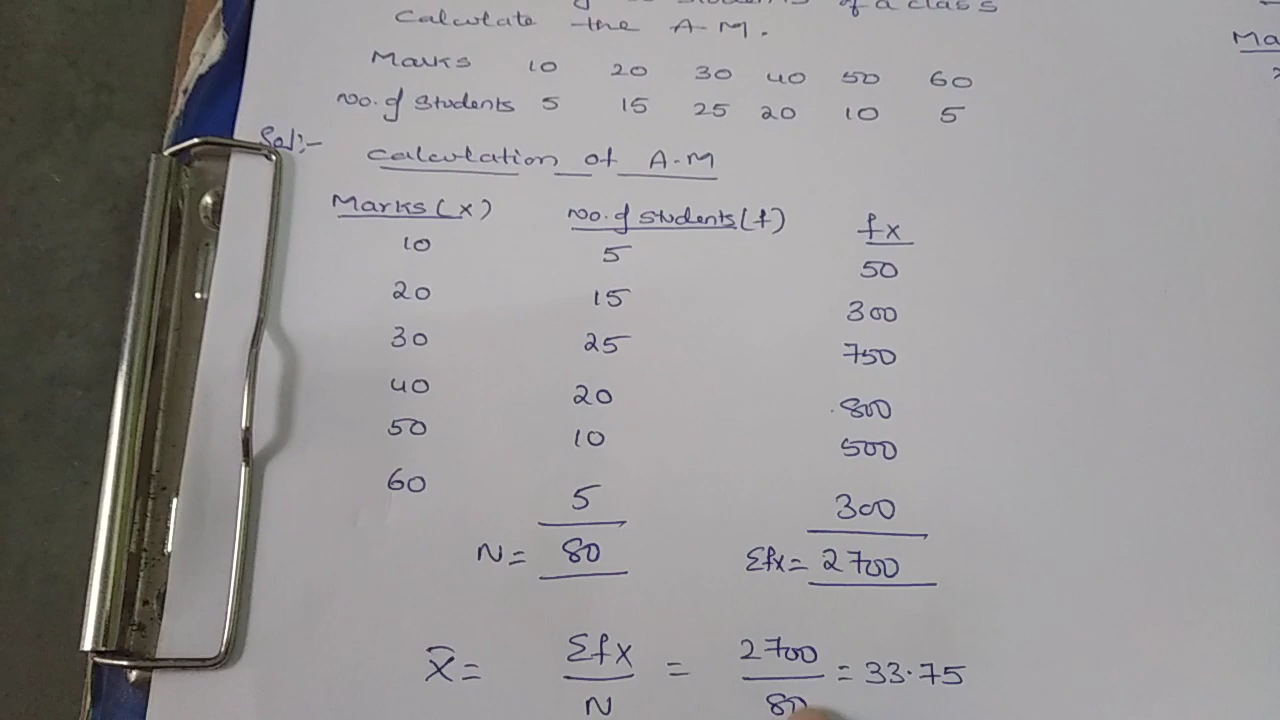 of a class
Calculate the A-M.
Marks 10 20 30 40 50 60
No. of Students 5 15 25 20 10 5
Sol:-
Calculation of A-M
Marks (x) No. of students (f) fx
10 5 50
20 15 300
30 25 750
40 20 800
50 10 500
60 5 300
N = 80 Σfx = 2700
x̄ = Σfx / N = 2700 / 80 = 33.75